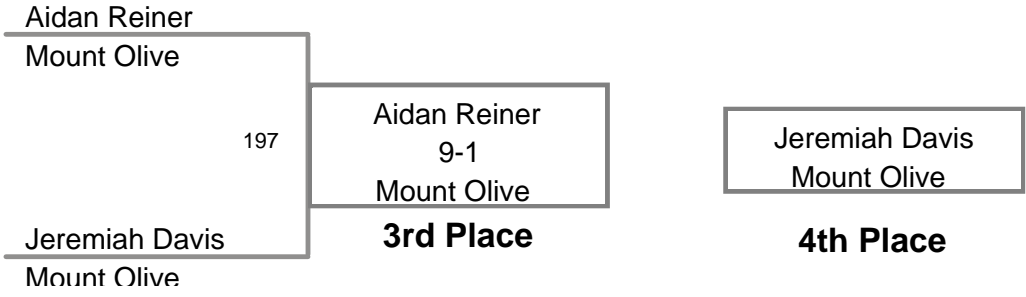 Aidan Reiner
Mount Olive
197
Jeremiah Davis
Mount Olive
Aidan Reiner
9-1
Mount Olive
3rd Place
Jeremiah Davis
Mount Olive
4th Place